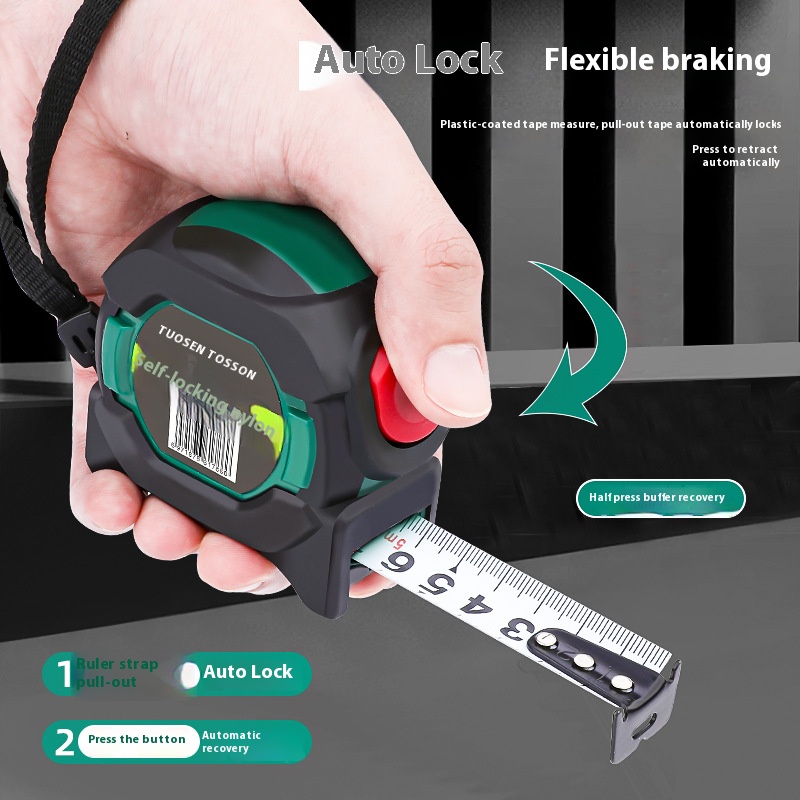 Auto Lock
Flexible braking
Plastic-coated tape measure, pull-out tape automatically locks
Press to retract
automatically
TUOSEN TOSSON
Self-locking nylon
5m
6
5
4
3
Half press buffer recovery
1
Ruler strap
pull-out
Auto Lock
2
Press the button
Automatic
recovery